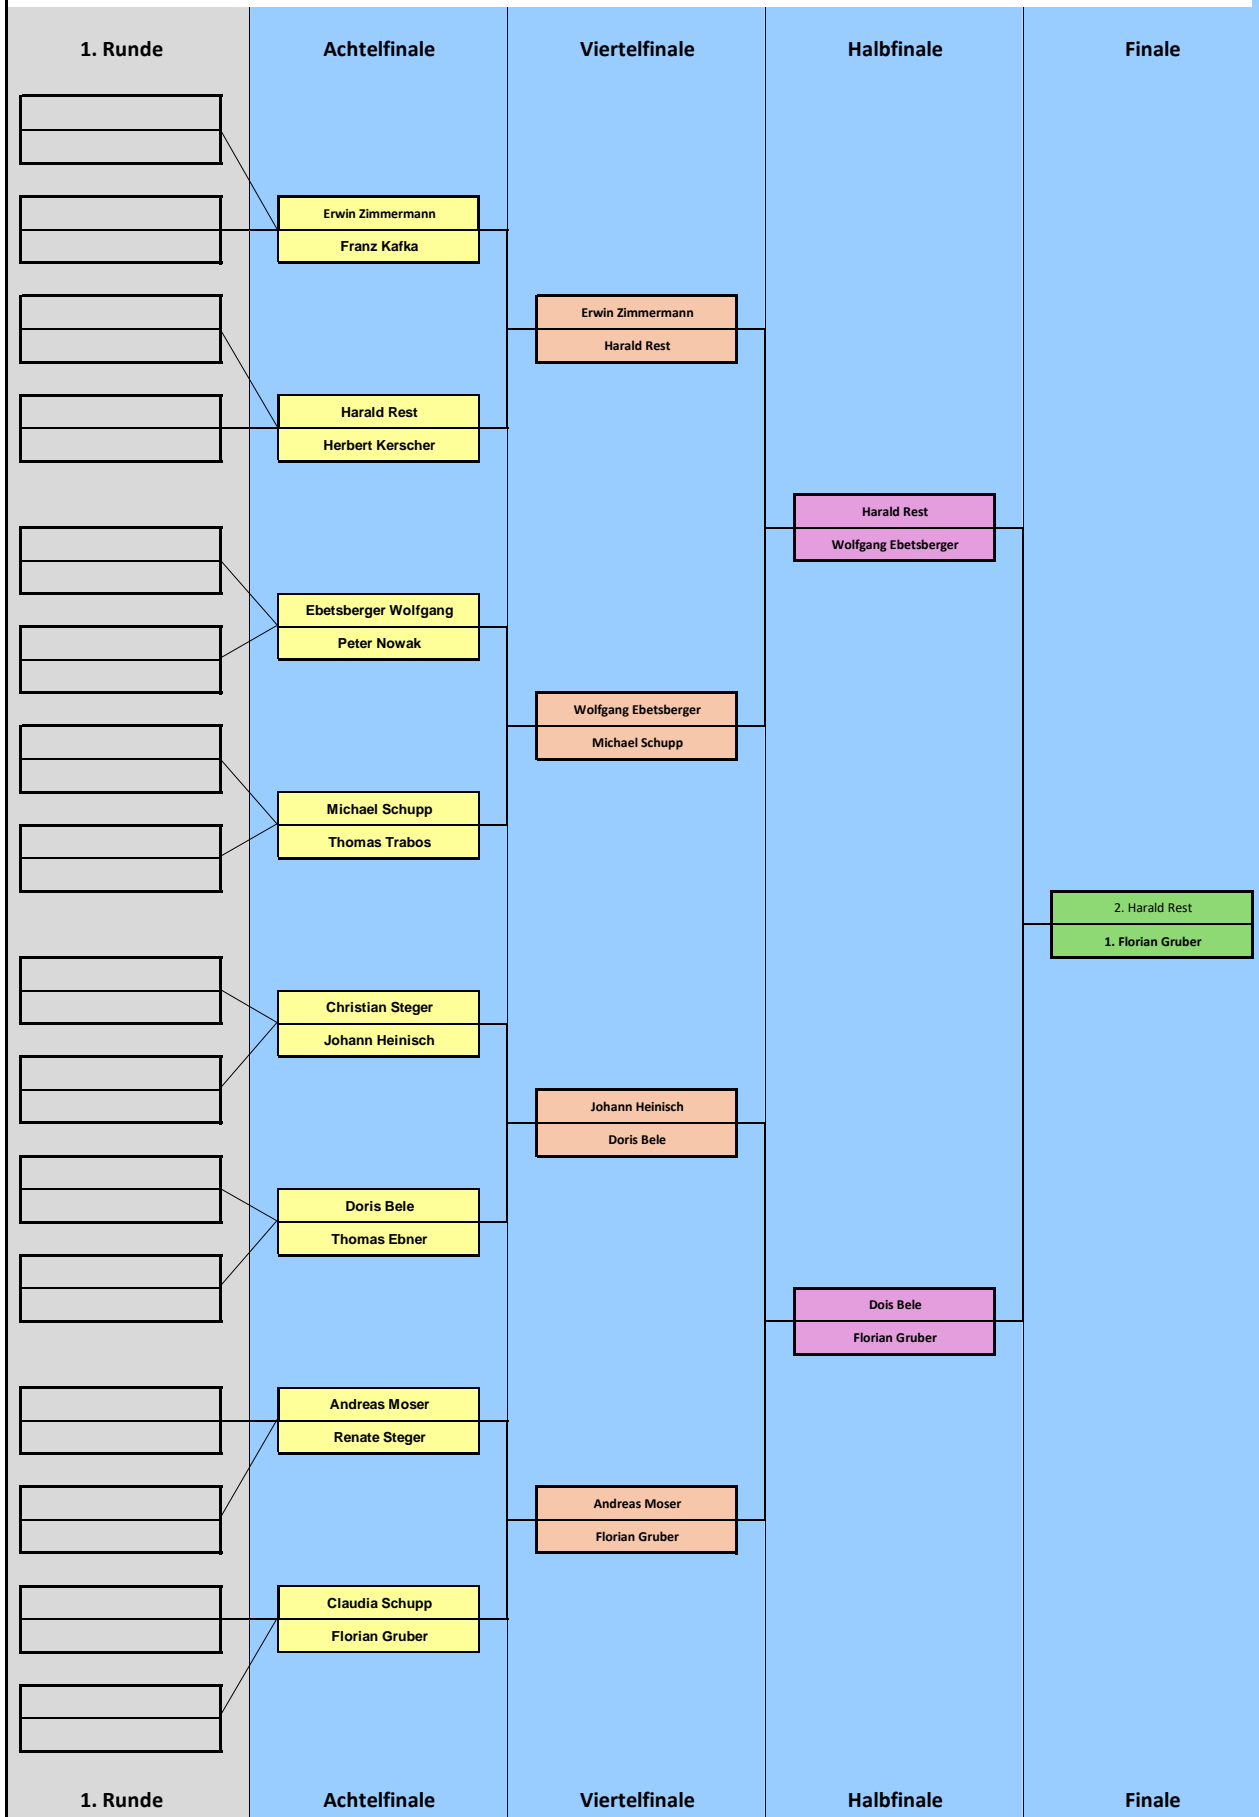 1. Runde
Achtelfinale
Viertelfinale
Halbfinale
Finale
Erwin Zimmermann
Franz Kafka
Harald Rest
Herbert Kerscher
Ebetsberger Wolfgang
Peter Nowak
Michael Schupp
Thomas Trabos
Christian Steger
Johann Heinisch
Doris Bele
Thomas Ebner
Andreas Moser
Renate Steger
Claudia Schupp
Florian Gruber
Erwin Zimmermann
Harald Rest
Wolfgang Ebetsberger
Michael Schupp
Johann Heinisch
Doris Bele
Andreas Moser
Florian Gruber
Harald Rest
Wolfgang Ebetsberger
Dois Bele
Florian Gruber
2. Harald Rest
1. Florian Gruber
1. Runde
Achtelfinale
Viertelfinale
Halbfinale
Finale